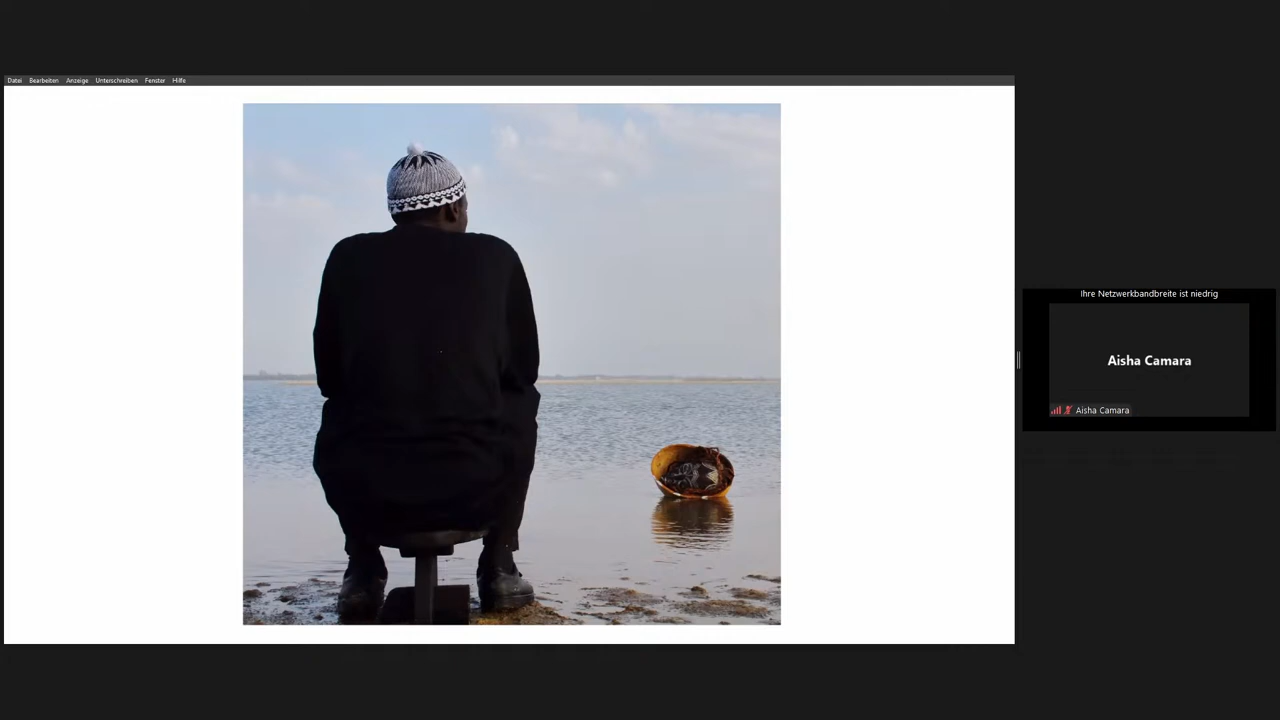 Datei Bearbeiten Anzeige Unterschreiben Fenster Hilfe
Ihre Netzwerkbandbreite ist niedrig
Aisha Camara
Aisha Camara